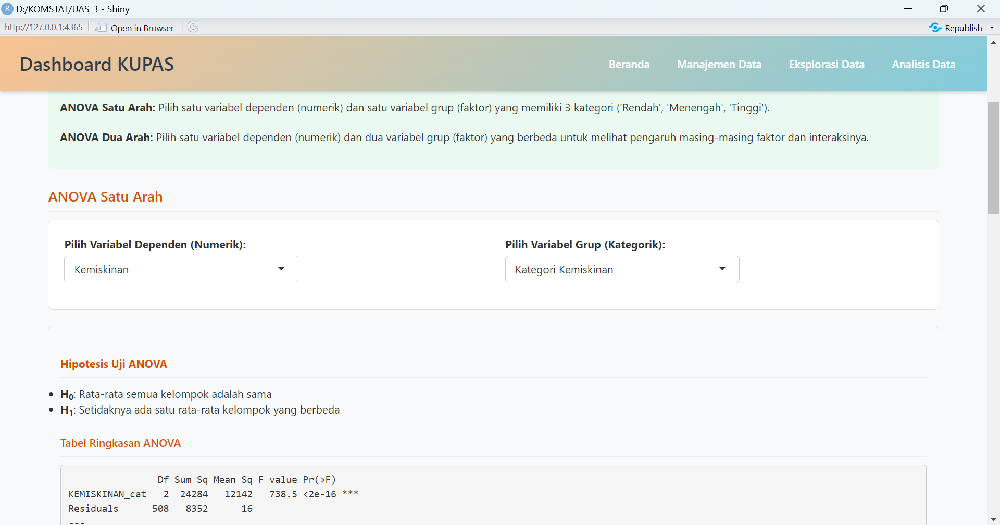 D:/KOMSTAT/UAS_3 - Shiny
http://127.0.0.1:4365 Open in Browser Republish
Dashboard KUPAS Beranda Manajemen Data Eksplorasi Data Analisis Data
ANOVA Satu Arah: Pilih satu variabel dependen (numerik) dan satu variabel grup (faktor) yang memiliki 3 kategori ('Rendah', 'Menengah', 'Tinggi').
ANOVA Dua Arah: Pilih satu variabel dependen (numerik) dan dua variabel grup (faktor) yang berbeda untuk melihat pengaruh masing-masing faktor dan interaksinya.
ANOVA Satu Arah
Pilih Variabel Dependen (Numerik): Pilih Variabel Grup (Kategorik):
Kemiskinan Kategori Kemiskinan
Hipotesis Uji ANOVA
• H₀: Rata-rata semua kelompok adalah sama
• H₁: Setidaknya ada satu rata-rata kelompok yang berbeda
Tabel Ringkasan ANOVA
Df Sum Sq Mean Sq F value Pr(>F)
KEMISKINAN_cat 2 24284 12142 738.5 <2e-16 ***
Residuals 508 8352 16
---